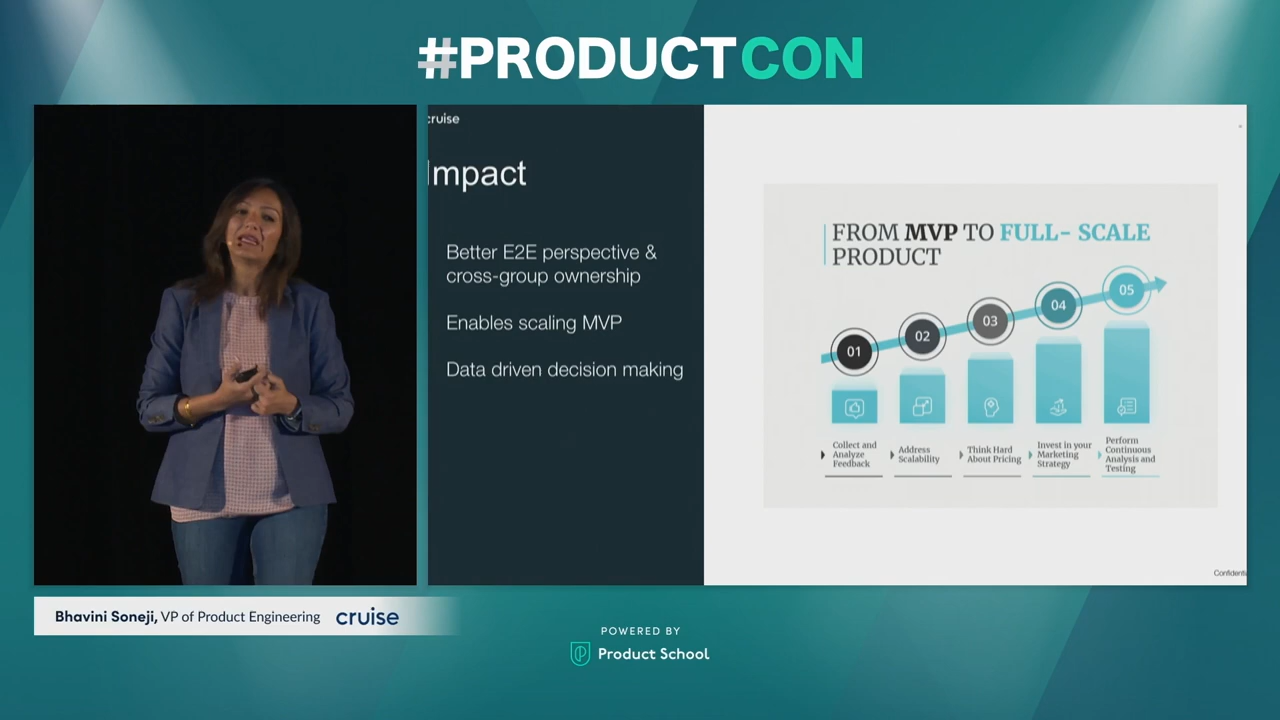 #PRODUCTCON
cruise
Impact
Better E2E perspective &
cross-group ownership
Enables scaling MVP
Data driven decision making
FROM MVP TO FULL- SCALE
PRODUCT
01
02
03
04
05
Collect and
Analyze
Feedback
Address
Scalability
Think Hard
About Pricing
Invest in your
Marketing
Strategy
Perform
Continuous
Analysis and
Testing
Confidenti
Bhavini Soneji, VP of Product Engineering cruise
POWERED BY
Product School